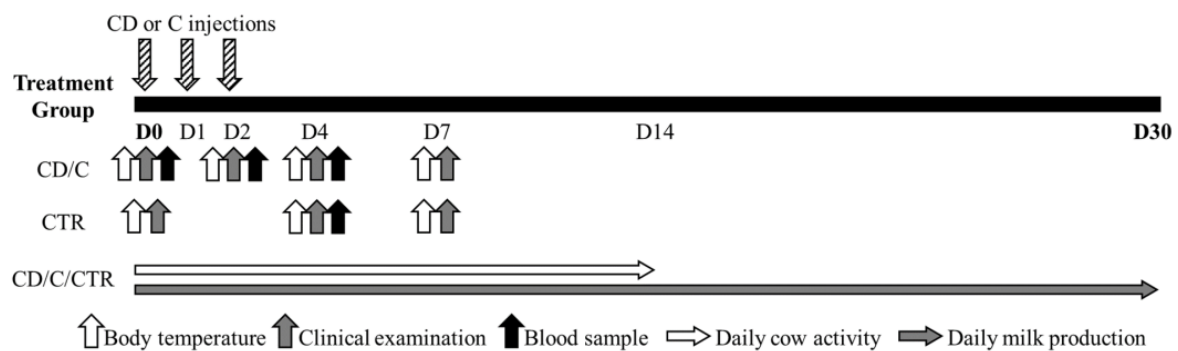 CD or C injections
Treatment
Group
D0 D1 D2 D4 D7 D14 D30
CD/C
CTR
CD/C/CTR
Body temperature Clinical examination Blood sample Daily cow activity Daily milk production